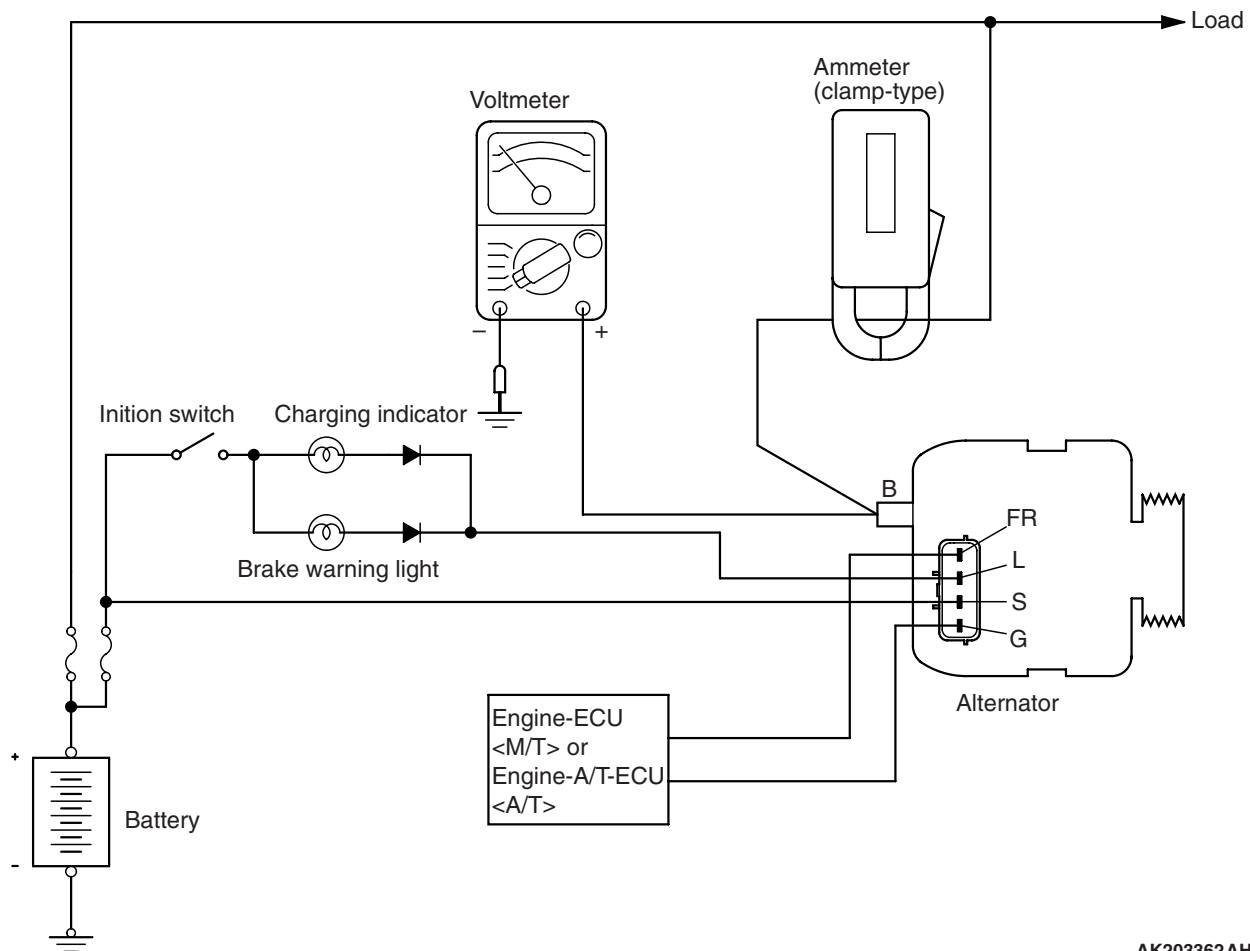 Load
Ammeter
(clamp-type)
Voltmeter
–
+
Inition switch
Charging indicator
B
FR
L
Brake warning light
S
G
Alternator
Engine-ECU
<M/T> or
Engine-A/T-ECU
<A/T>
+
Battery
-
AK203362AH